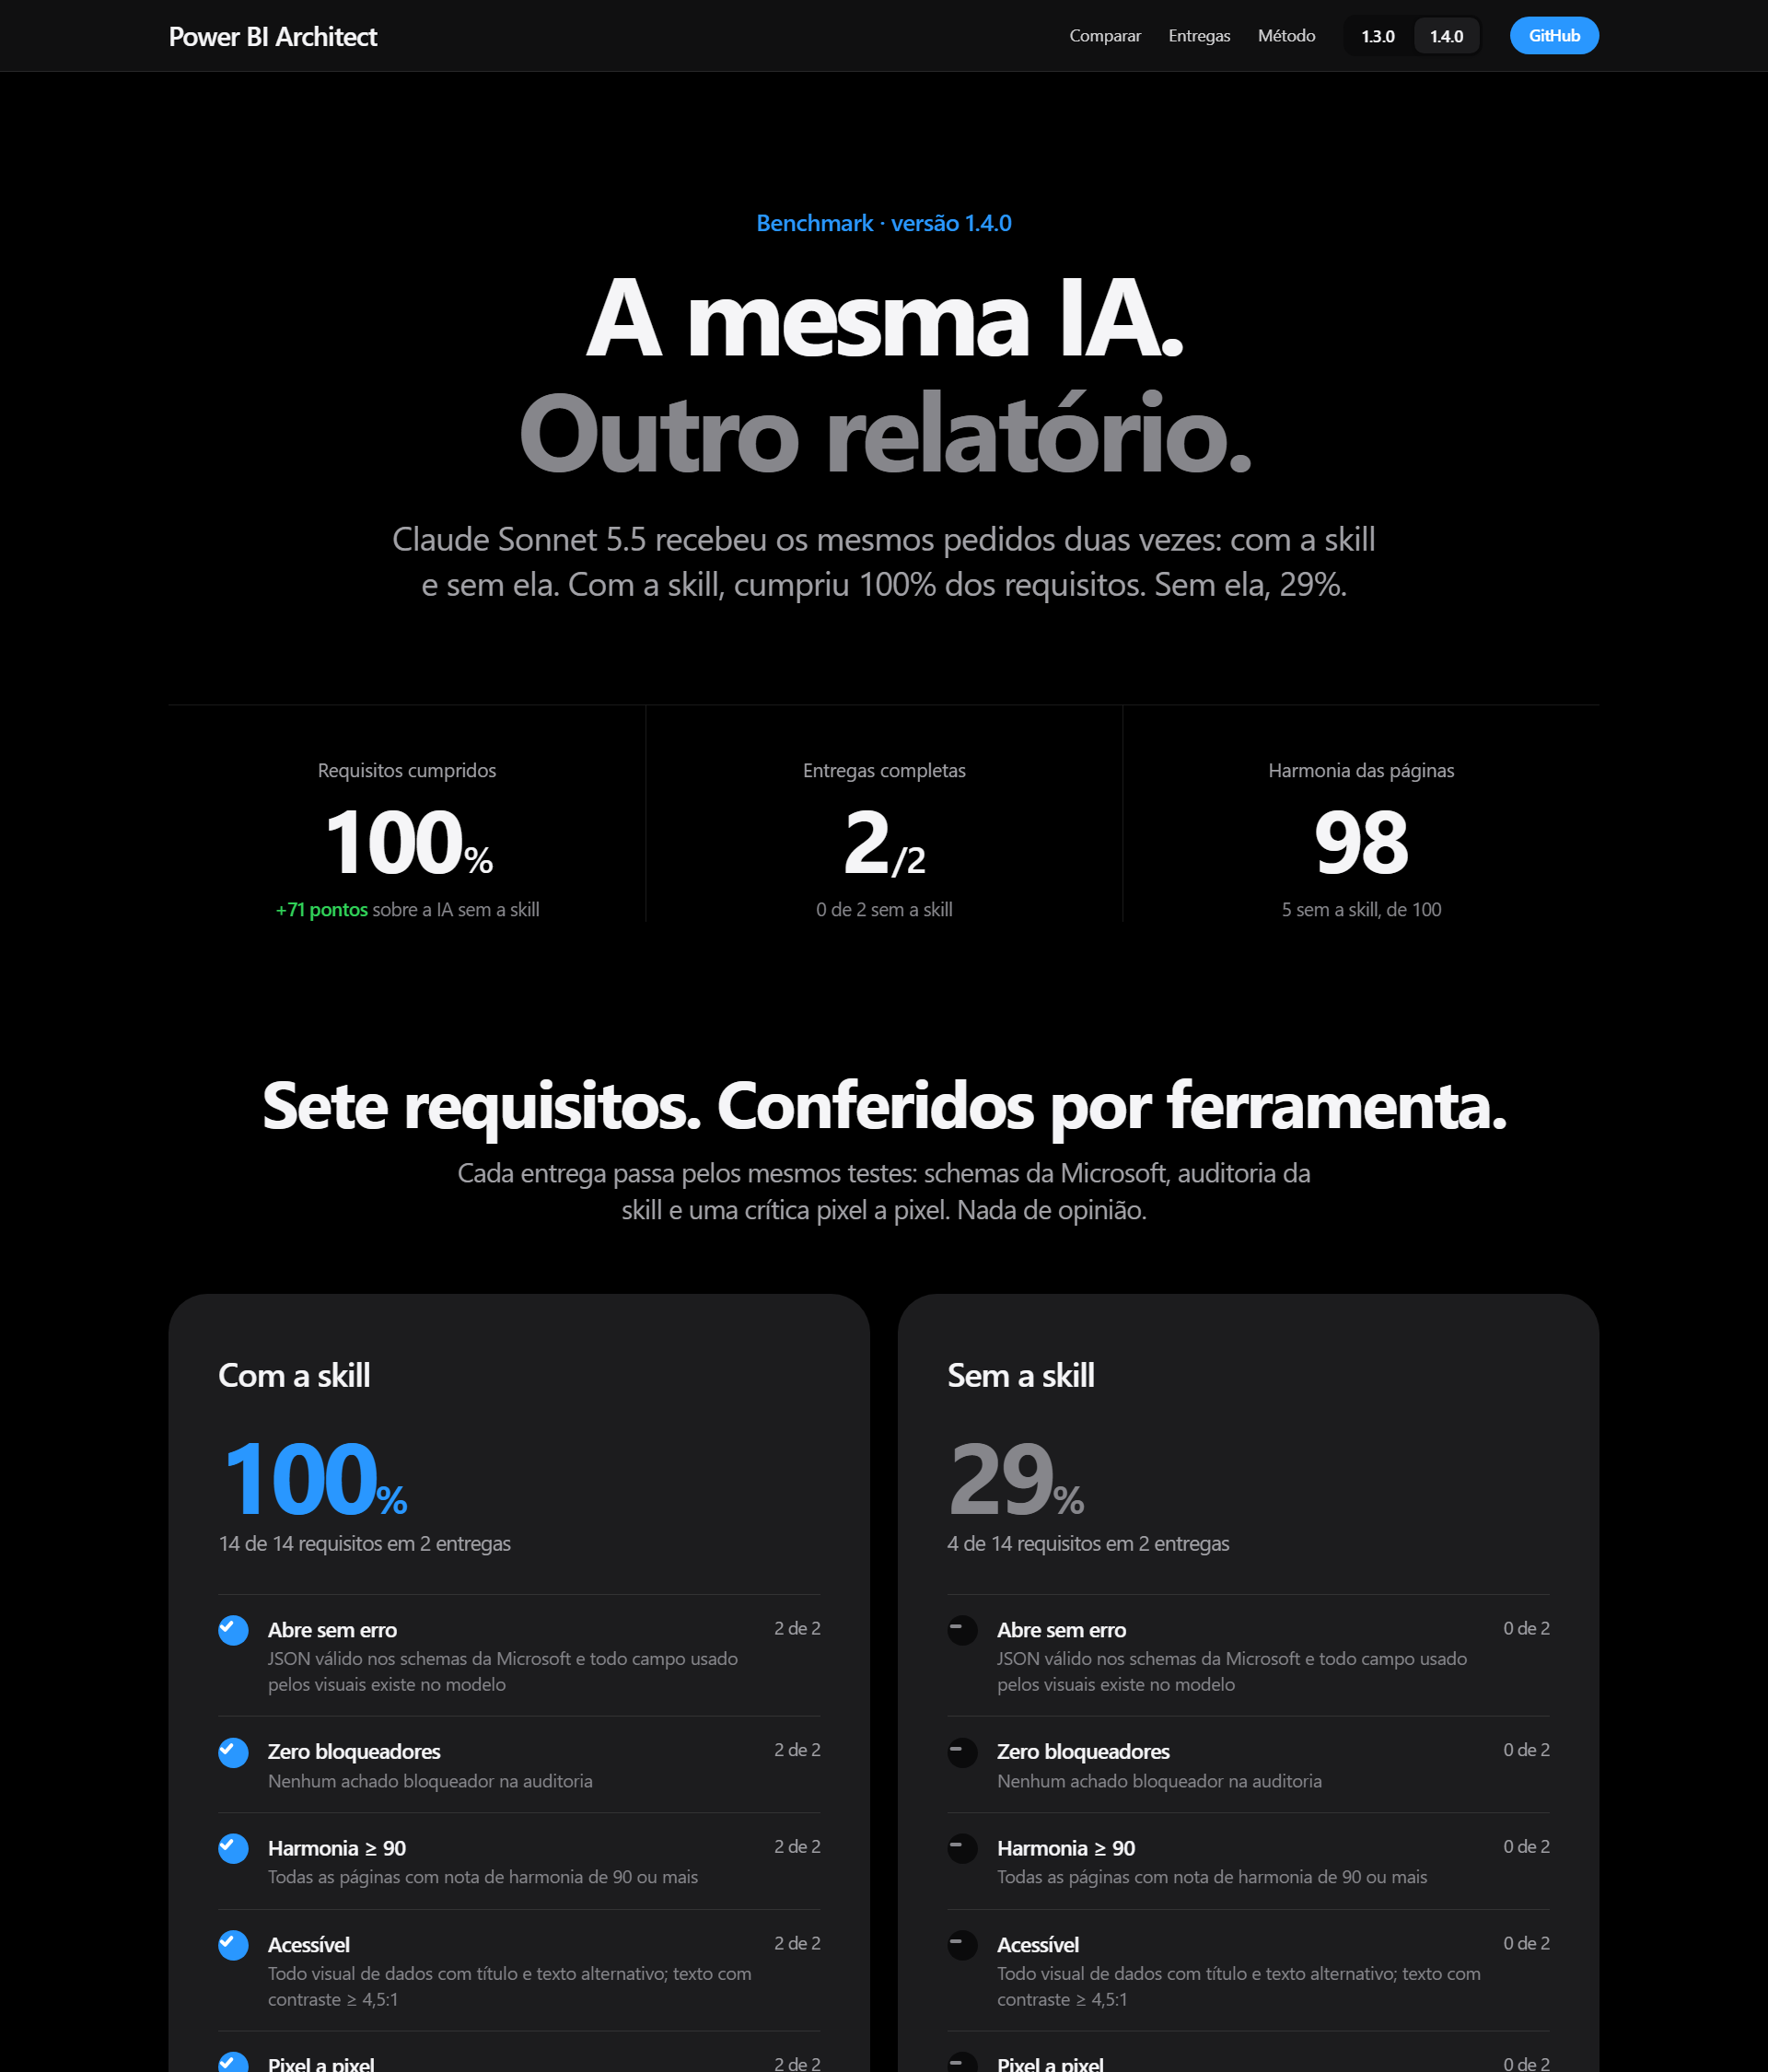 Power BI Architect
Comparar
Entregas
Método
1.3.0
1.4.0
GitHub
Benchmark · versão 1.4.0
A mesma IA.
Outro relatório.
Claude Sonnet 5.5 recebeu os mesmos pedidos duas vezes: com a skill
e sem ela. Com a skill, cumpriu 100% dos requisitos. Sem ela, 29%.
Requisitos cumpridos
100%
+71 pontos sobre a IA sem a skill
Entregas completas
2/2
0 de 2 sem a skill
Harmonia das páginas
98
5 sem a skill, de 100
Sete requisitos. Conferidos por ferramenta.
Cada entrega passa pelos mesmos testes: schemas da Microsoft, auditoria da
skill e uma crítica pixel a pixel. Nada de opinião.
Com a skill
100%
14 de 14 requisitos em 2 entregas
Abre sem erro
2 de 2
JSON válido nos schemas da Microsoft e todo campo usado
pelos visuais existe no modelo
Zero bloqueadores
2 de 2
Nenhum achado bloqueador na auditoria
Harmonia ≥ 90
2 de 2
Todas as páginas com nota de harmonia de 90 ou mais
Acessível
2 de 2
Todo visual de dados com título e texto alternativo; texto com
contraste ≥ 4,5:1
Pixel a pixel
2 de 2
Sem a skill
29%
4 de 14 requisitos em 2 entregas
Abre sem erro
0 de 2
JSON válido nos schemas da Microsoft e todo campo usado
pelos visuais existe no modelo
Zero bloqueadores
0 de 2
Nenhum achado bloqueador na auditoria
Harmonia ≥ 90
0 de 2
Todas as páginas com nota de harmonia de 90 ou mais
Acessível
0 de 2
Todo visual de dados com título e texto alternativo; texto com
contraste ≥ 4,5:1
Pixel a pixel
0 de 2